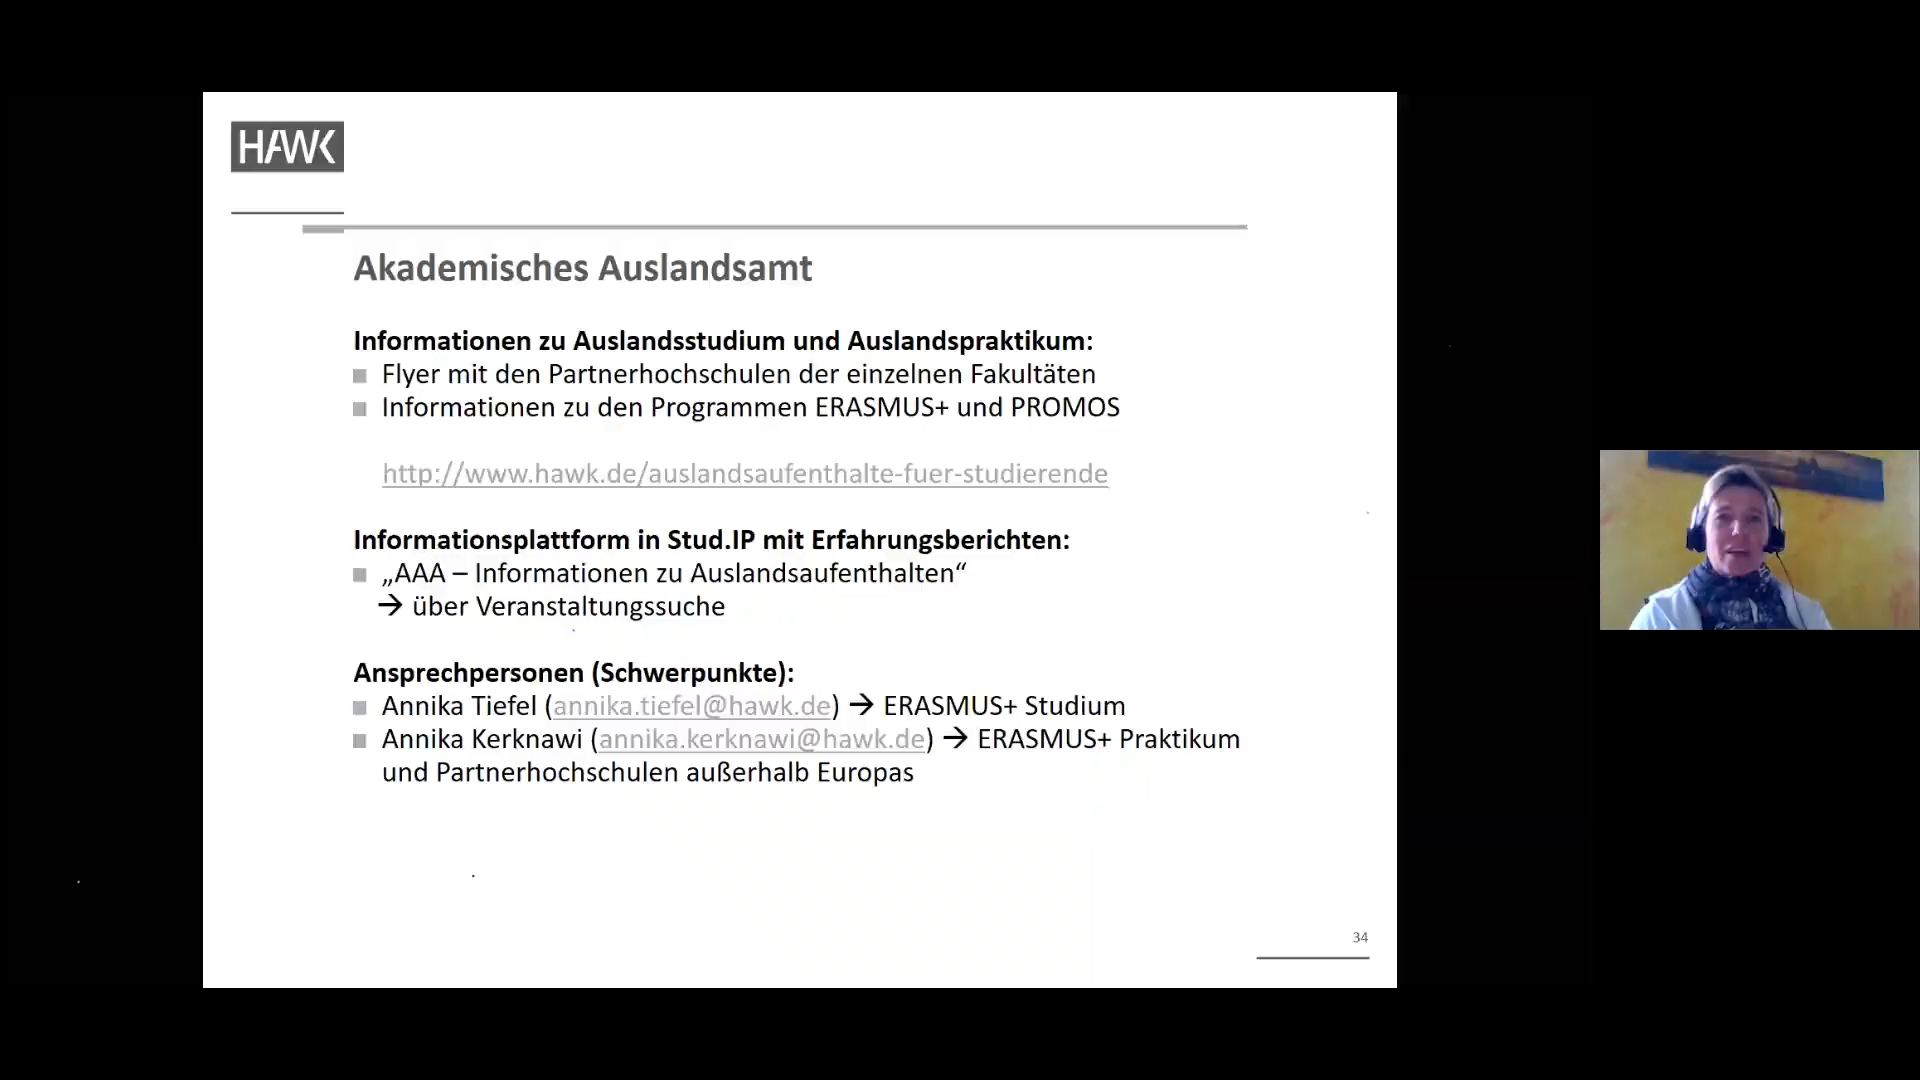 HAWK
Akademisches Auslandsamt
Informationen zu Auslandsstudium und Auslandspraktikum:
Flyer mit den Partnerhochschulen der einzelnen Fakultäten
Informationen zu den Programmen ERASMUS+ und PROMOS
http://www.hawk.de/auslandsaufenthalte-fuer-studierende
Informationsplattform in Stud.IP mit Erfahrungsberichten:
„AAA – Informationen zu Auslandsaufenthalten“
→ über Veranstaltungssuche
Ansprechpersonen (Schwerpunkte):
Annika Tiefel (annika.tiefel@hawk.de) → ERASMUS+ Studium
Annika Kerknawi (annika.kerknawi@hawk.de) → ERASMUS+ Praktikum
und Partnerhochschulen außerhalb Europas
34